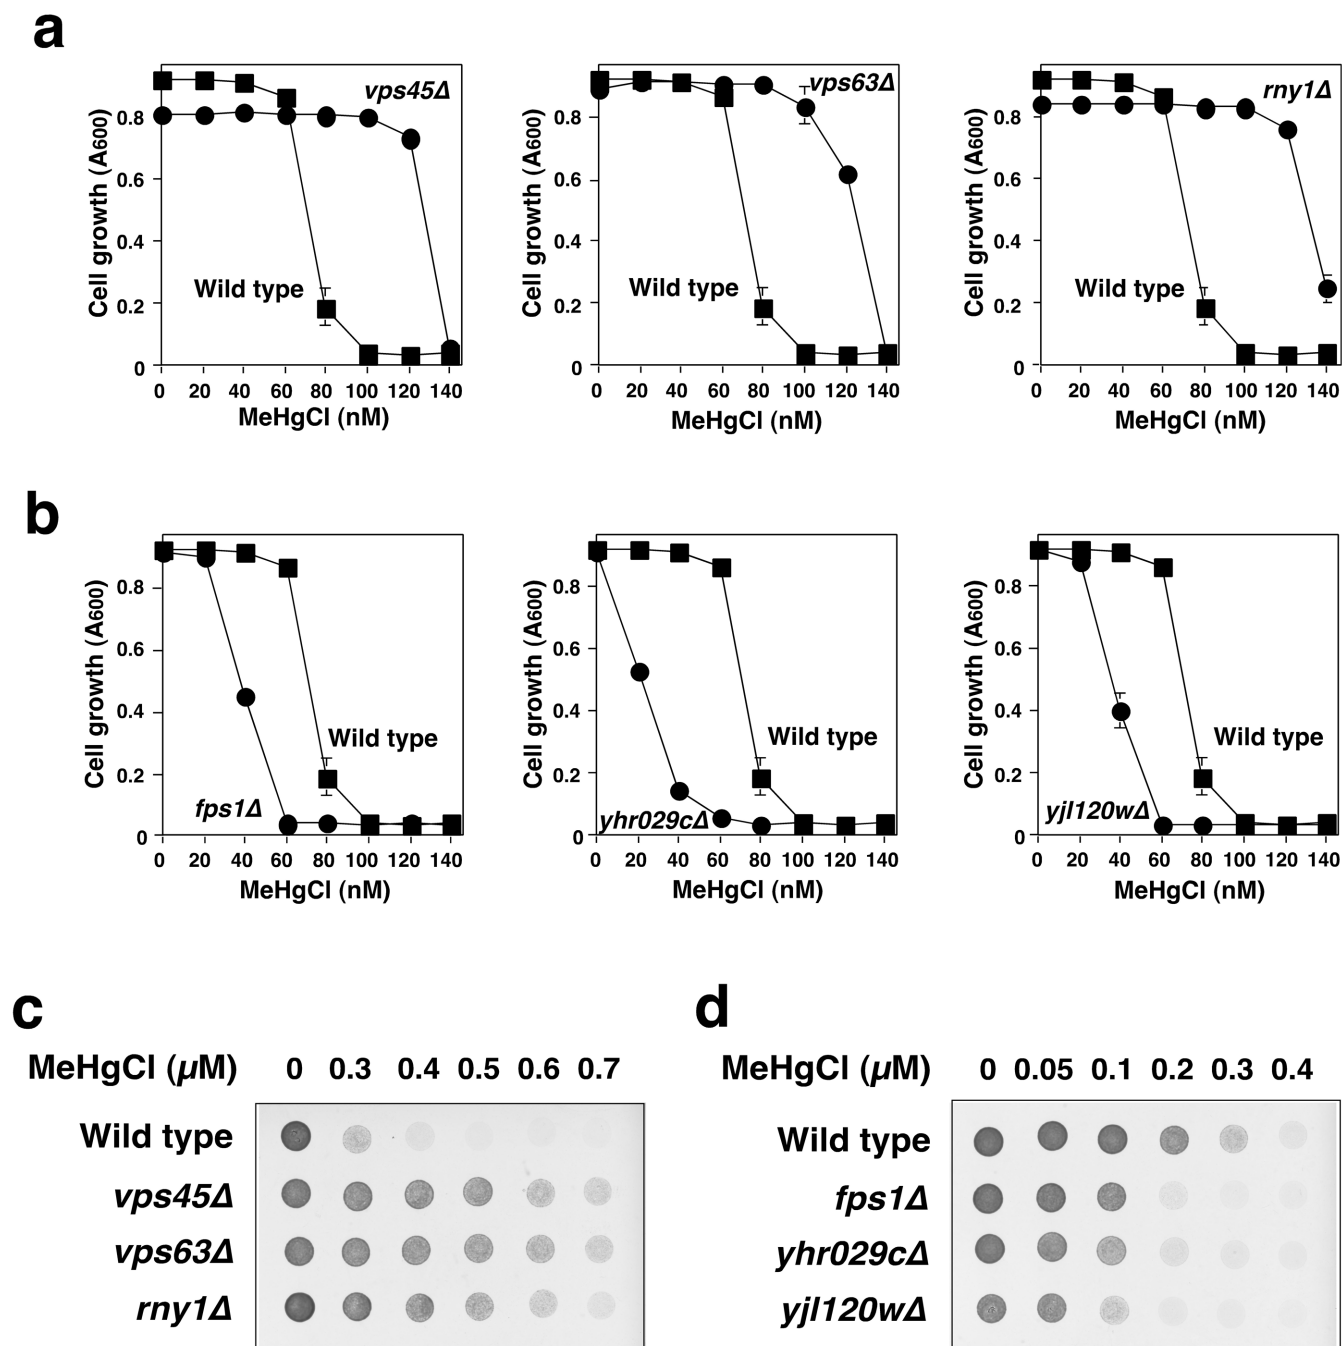 a
vps45Δ
Cell growth (A600)
0.8
0.6
0.4
0.2
0
Wild type
0 20 40 60 80 100 120 140
MeHgCl (nM)
vps63Δ
Cell growth (A600)
0.8
0.6
0.4
0.2
0
Wild type
0 20 40 60 80 100 120 140
MeHgCl (nM)
rny1Δ
Cell growth (A600)
0.8
0.6
0.4
0.2
0
Wild type
0 20 40 60 80 100 120 140
MeHgCl (nM)
b
Cell growth (A600)
0.8
0.6
0.4
0.2
0
Wild type
fps1Δ
0 20 40 60 80 100 120 140
MeHgCl (nM)
Cell growth (A600)
0.8
0.6
0.4
0.2
0
Wild type
yhr029cΔ
0 20 40 60 80 100 120 140
MeHgCl (nM)
Cell growth (A600)
0.8
0.6
0.4
0.2
0
Wild type
yjl120wΔ
0 20 40 60 80 100 120 140
MeHgCl (nM)
c
MeHgCl (μM) 0 0.3 0.4 0.5 0.6 0.7
Wild type
vps45Δ
vps63Δ
rny1Δ
d
MeHgCl (μM) 0 0.05 0.1 0.2 0.3 0.4
Wild type
fps1Δ
yhr029cΔ
yjl120wΔ